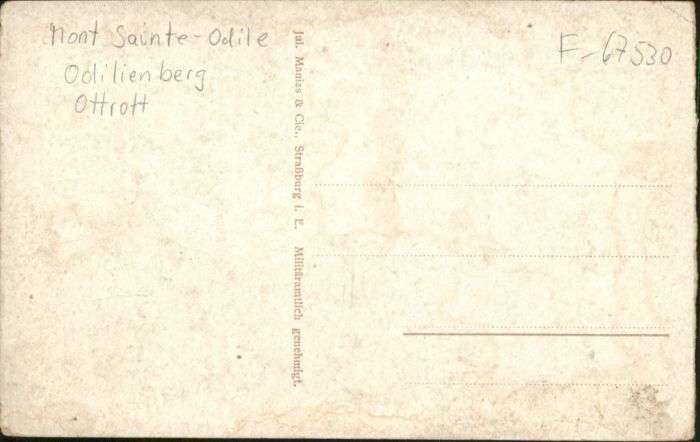 Mont Sainte-Odile
Odilienberg
Ottrott
F-67530
Jul. Manias & Cie., Straßburg i. E. Militäramtlich genehmigt.